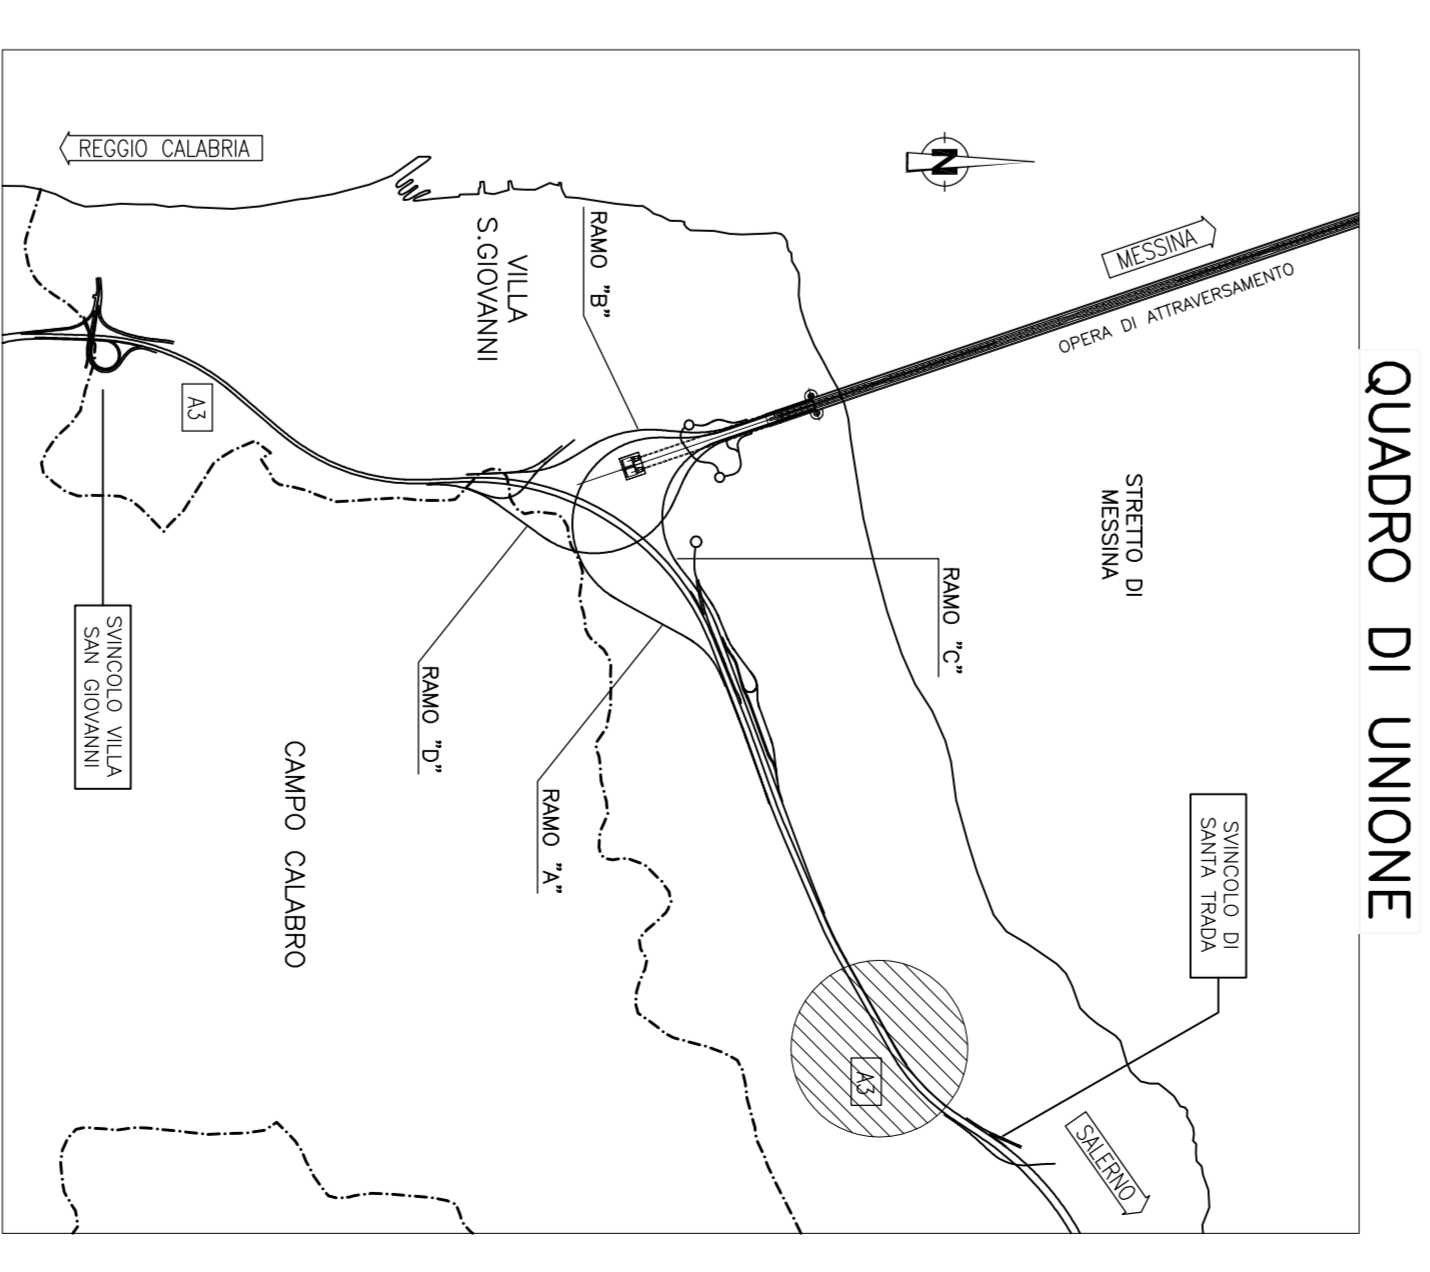 QUADRO DI UNIONE
MESSINA
OPERA DI ATTRAVERSAMENTO
STRETTO DI
MESSINA
SVINCOLO DI
SANTA TRADA
SALERNO
N
RAMO "C"
A3
RAMO "B"
RAMO "A"
VILLA
S.GIOVANNI
RAMO "D"
CAMPO CALABRO
A3
REGGIO CALABRIA
SVINCOLO VILLA
SAN GIOVANNI